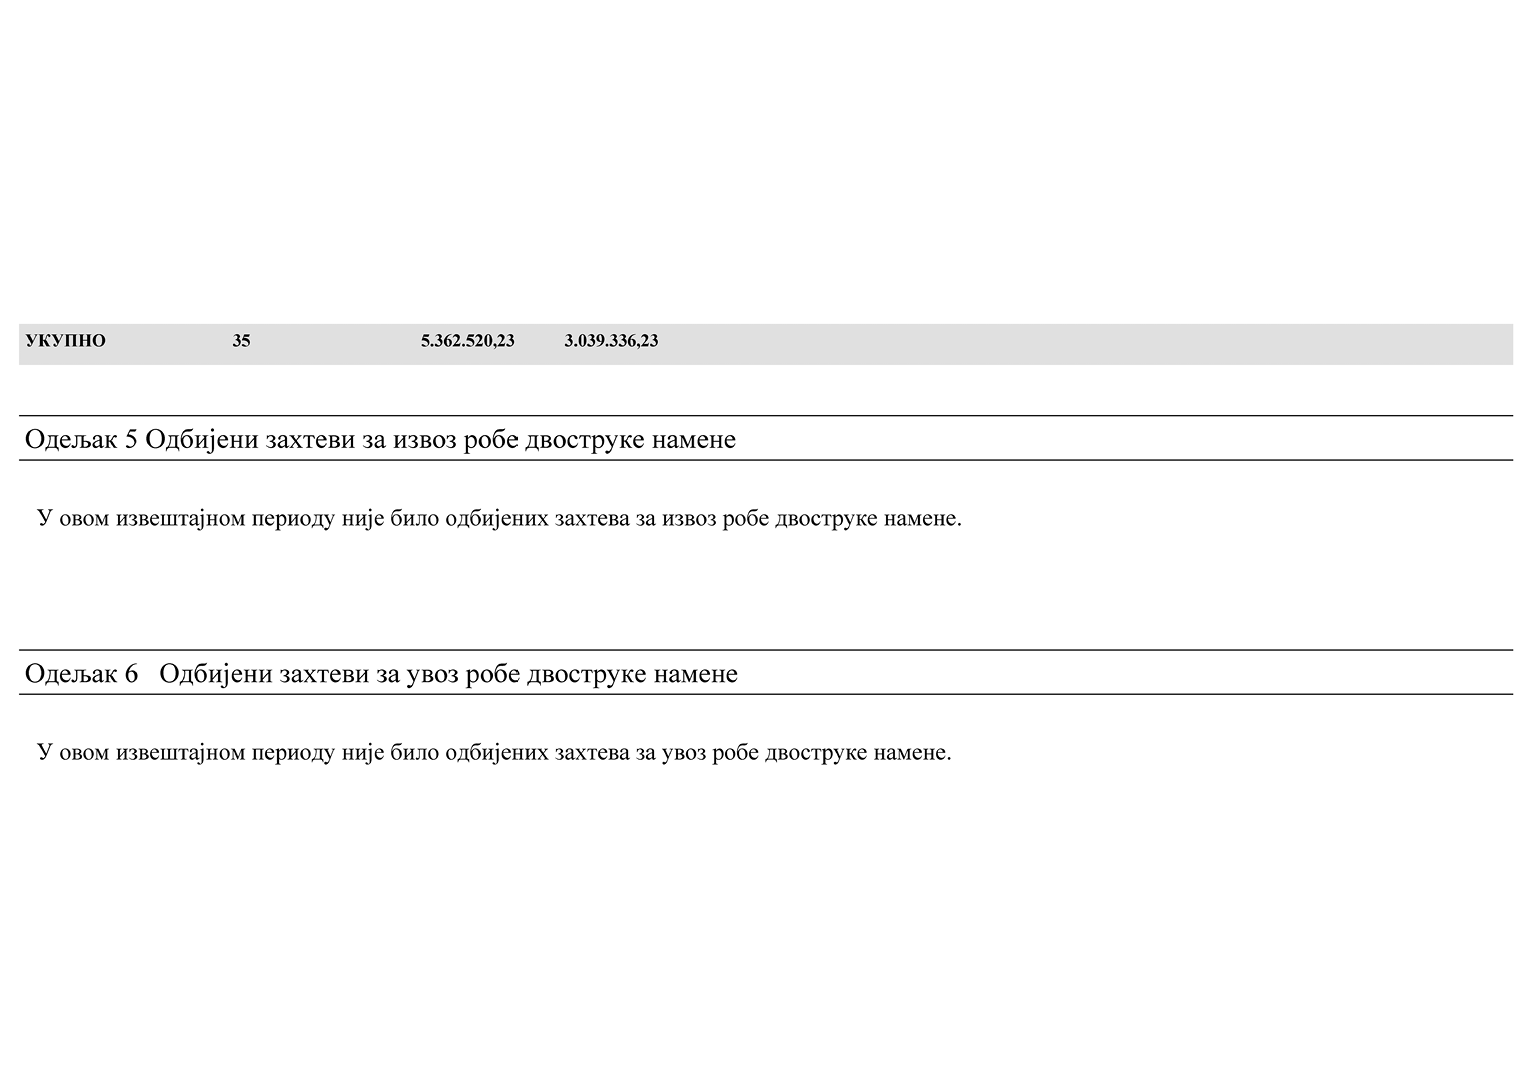 УКУПНО 35 5.362.520,23 3.039.336,23
Одељак 5 Одбијени захтеви за извоз робе двоструке намене
У овом извештајном периоду није било одбијених захтева за извоз робе двоструке намене.
Одељак 6 Одбијени захтеви за увоз робе двоструке намене
У овом извештајном периоду није било одбијених захтева за увоз робе двоструке намене.